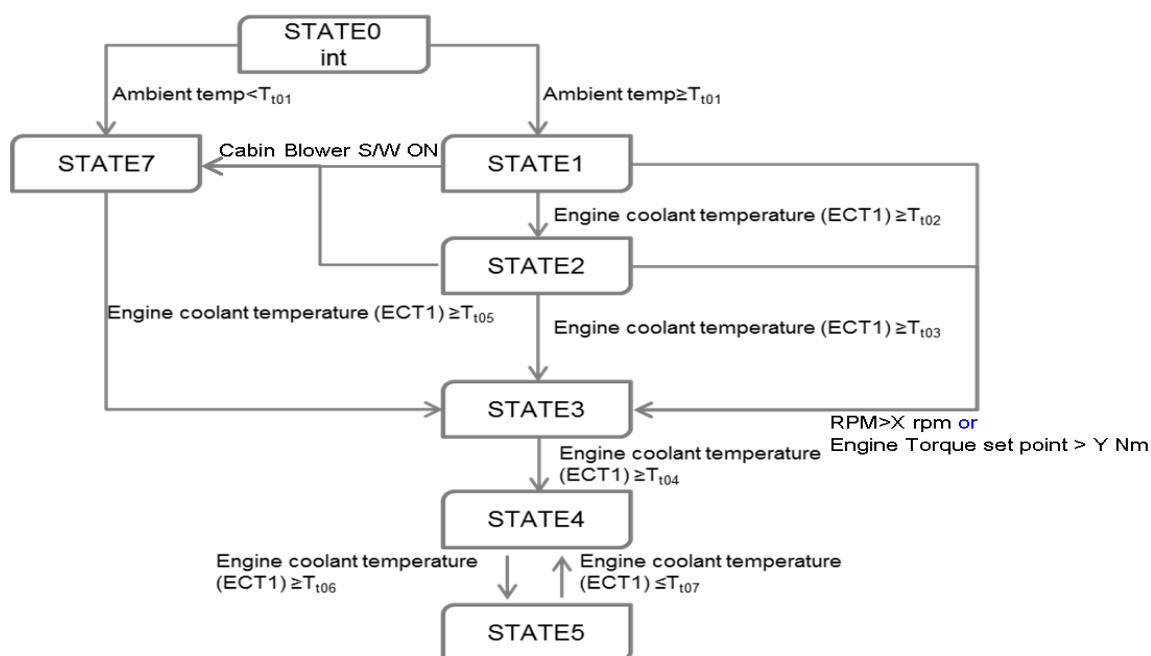 STATE0
int
Ambient temp<Tt01
Ambient temp≥Tt01
STATE7
Cabin Blower S/W ON
STATE1
Engine coolant temperature (ECT1) ≥Tt02
STATE2
Engine coolant temperature (ECT1) ≥Tt05
Engine coolant temperature (ECT1) ≥Tt03
STATE3
RPM>X rpm or
Engine Torque set point > Y Nm
Engine coolant temperature
(ECT1) ≥Tt04
STATE4
Engine coolant temperature
(ECT1) ≥Tt06
Engine coolant temperature
(ECT1) ≤Tt07
STATE5